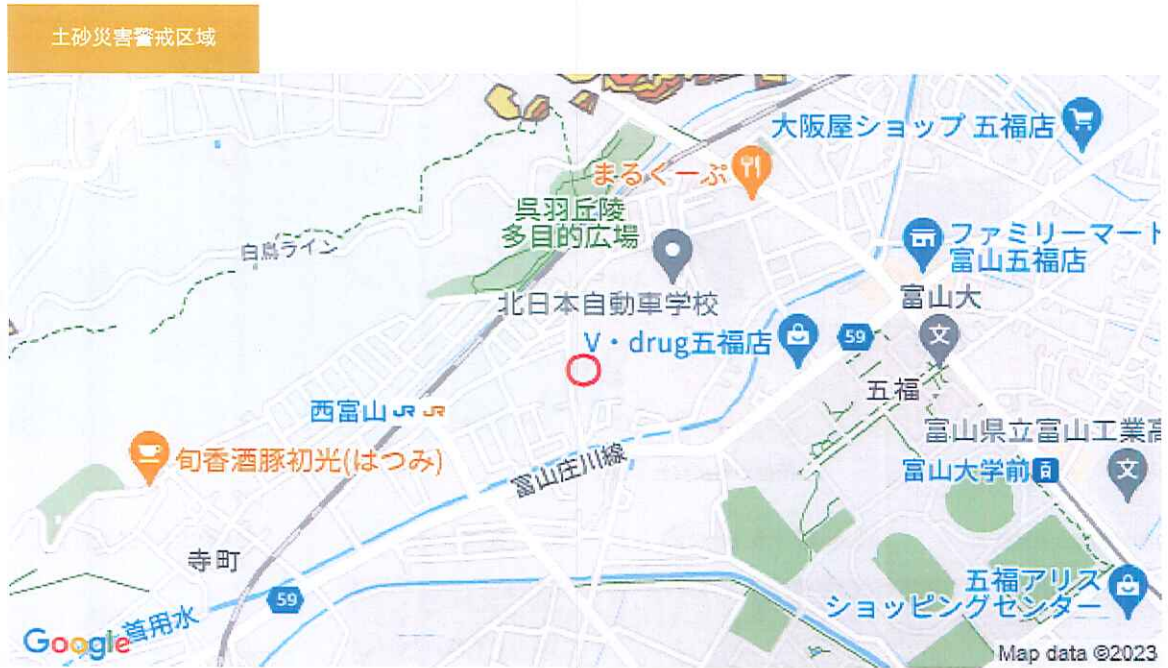 土砂災害警戒区域
大阪屋ショップ 五福店
まるくーぷ
呉羽丘陵
多目的広場
ファミリーマート
富山五福店
白鳥ライン
北日本自動車学校
富山大
V・drug五福店
59
五福
西富山 JR JR
富山県立富山工業高
旬香酒豚初光(はつみ)
富山庄川線
富山大学前
寺町
五福アリス
ショッピングセンター
59
首用水
Google
Map data ©2023